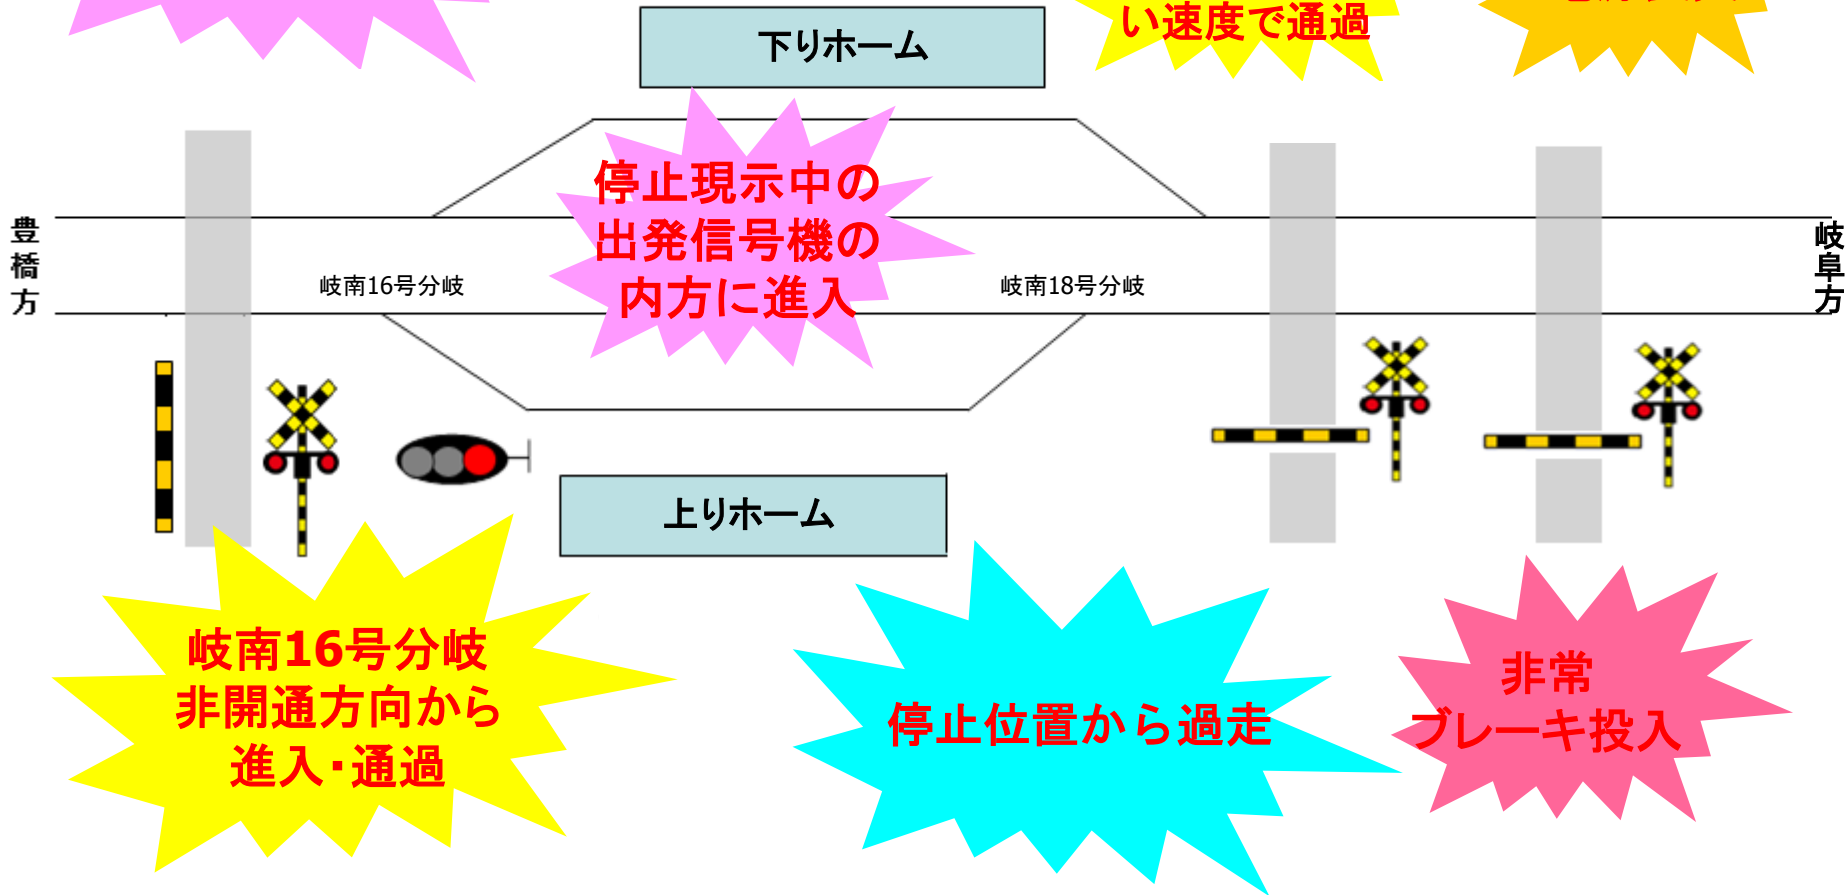 い速度で通過
下りホーム
停止現示中の
出発信号機の
内方に進入
豊橋方
岐阜方
岐南16号分岐
岐南18号分岐
上りホーム
岐南16号分岐
非開通方向から
進入・通過
停止位置から過走
非常
ブレーキ投入